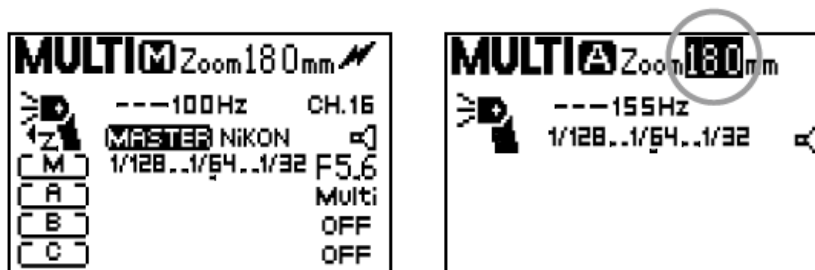 MULTI M Zoom180mm
---100Hz CH.16
MASTER NiKON
[ M ] 1/128..1/64..1/32 F5.6
[ A ] Multi
[ B ] OFF
[ C ] OFF
MULTI A Zoom180mm
---155Hz
1/128..1/64..1/32